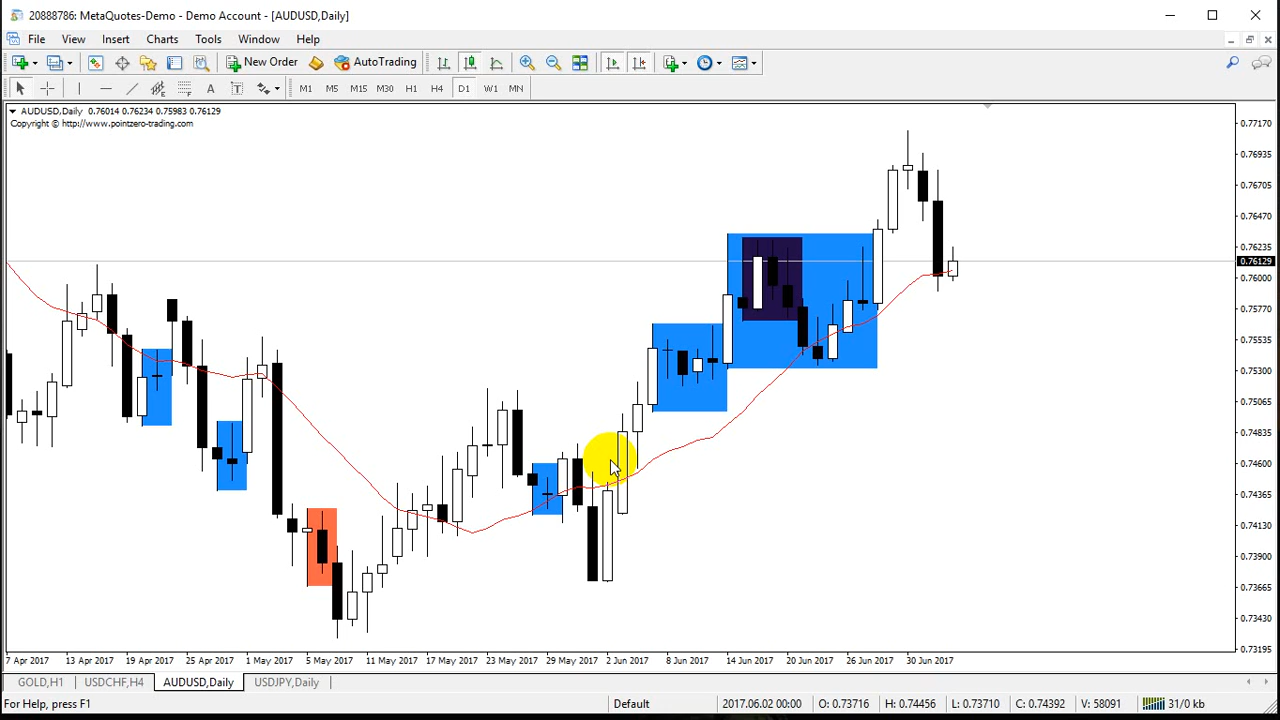 20888786: MetaQuotes-Demo - Demo Account - [AUDUSD,Daily]
File View Insert Charts Tools Window Help
New Order AutoTrading
A T M1 M5 M15 M30 H1 H4 D1 W1 MN
AUDUSD,Daily 0.76014 0.76234 0.75983 0.76129
Copyright © http://www.pointzero-trading.com
0.77170
0.76935
0.76705
0.76470
0.76235
0.76129
0.76000
0.75770
0.75535
0.75300
0.75065
0.74835
0.74600
0.74365
0.74130
0.73900
0.73665
0.73430
0.73195
7 Apr 2017 13 Apr 2017 19 Apr 2017 25 Apr 2017 1 May 2017 5 May 2017 11 May 2017 17 May 2017 23 May 2017 29 May 2017 2 Jun 2017 8 Jun 2017 14 Jun 2017 20 Jun 2017 26 Jun 2017 30 Jun 2017
GOLD,H1 USDCHF,H4 AUDUSD,Daily USDJPY,Daily
For Help, press F1 Default 2017.06.02 00:00 O: 0.73716 H: 0.74456 L: 0.73710 C: 0.74392 V: 58091 31/0 kb